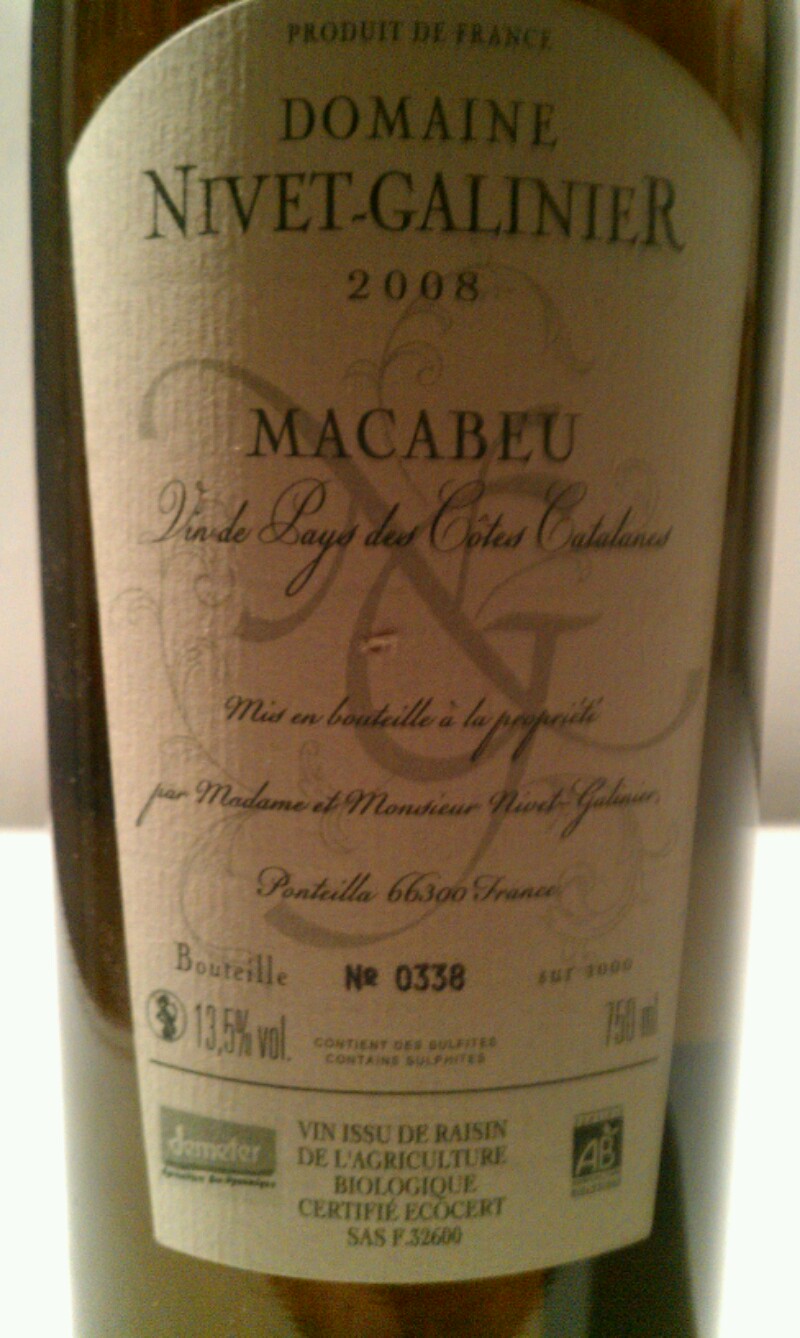 PRODUIT DE FRANCE
DOMAINE
NIVET-GALINIER
2008
MACABEU
Vin de Pays des Côtes Catalanes
Mis en bouteille à la propriété
par Madame et Monsieur Nivet-Galinier,
Ponteilla 66300 France
Bouteille № 0338 sur 3000
13,5% vol. 750 ml
CONTIENT DES SULFITES
CONTAINS SULPHITES
demeter
VIN ISSU DE RAISIN
DE L'AGRICULTURE
BIOLOGIQUE
CERTIFIÉ ECOCERT
SAS F.32600
AB